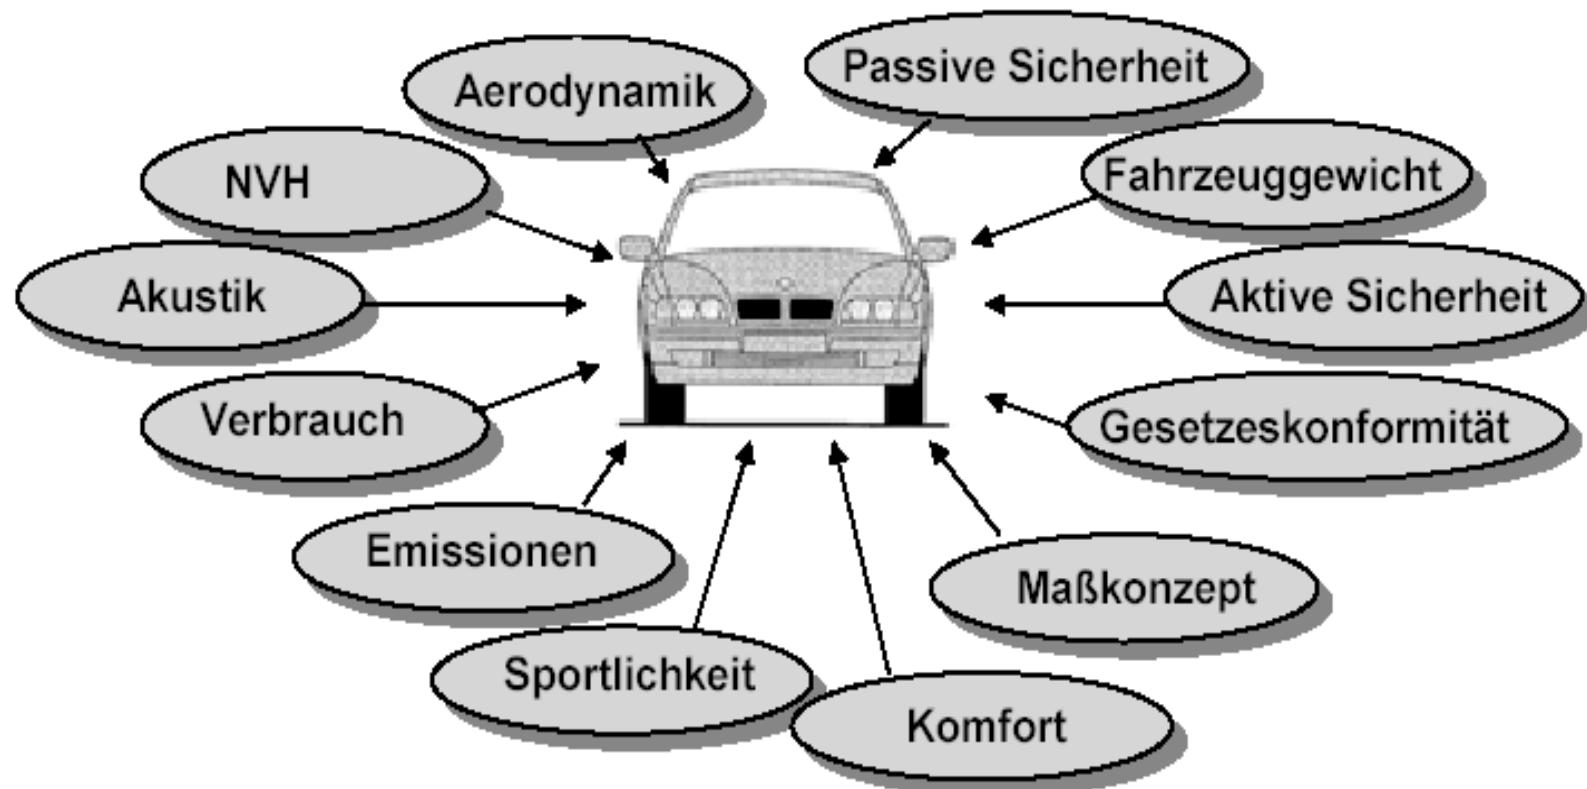 Aerodynamik
Passive Sicherheit
NVH
Fahrzeuggewicht
Akustik
Aktive Sicherheit
Verbrauch
Gesetzeskonformität
Emissionen
Maßkonzept
Sportlichkeit
Komfort